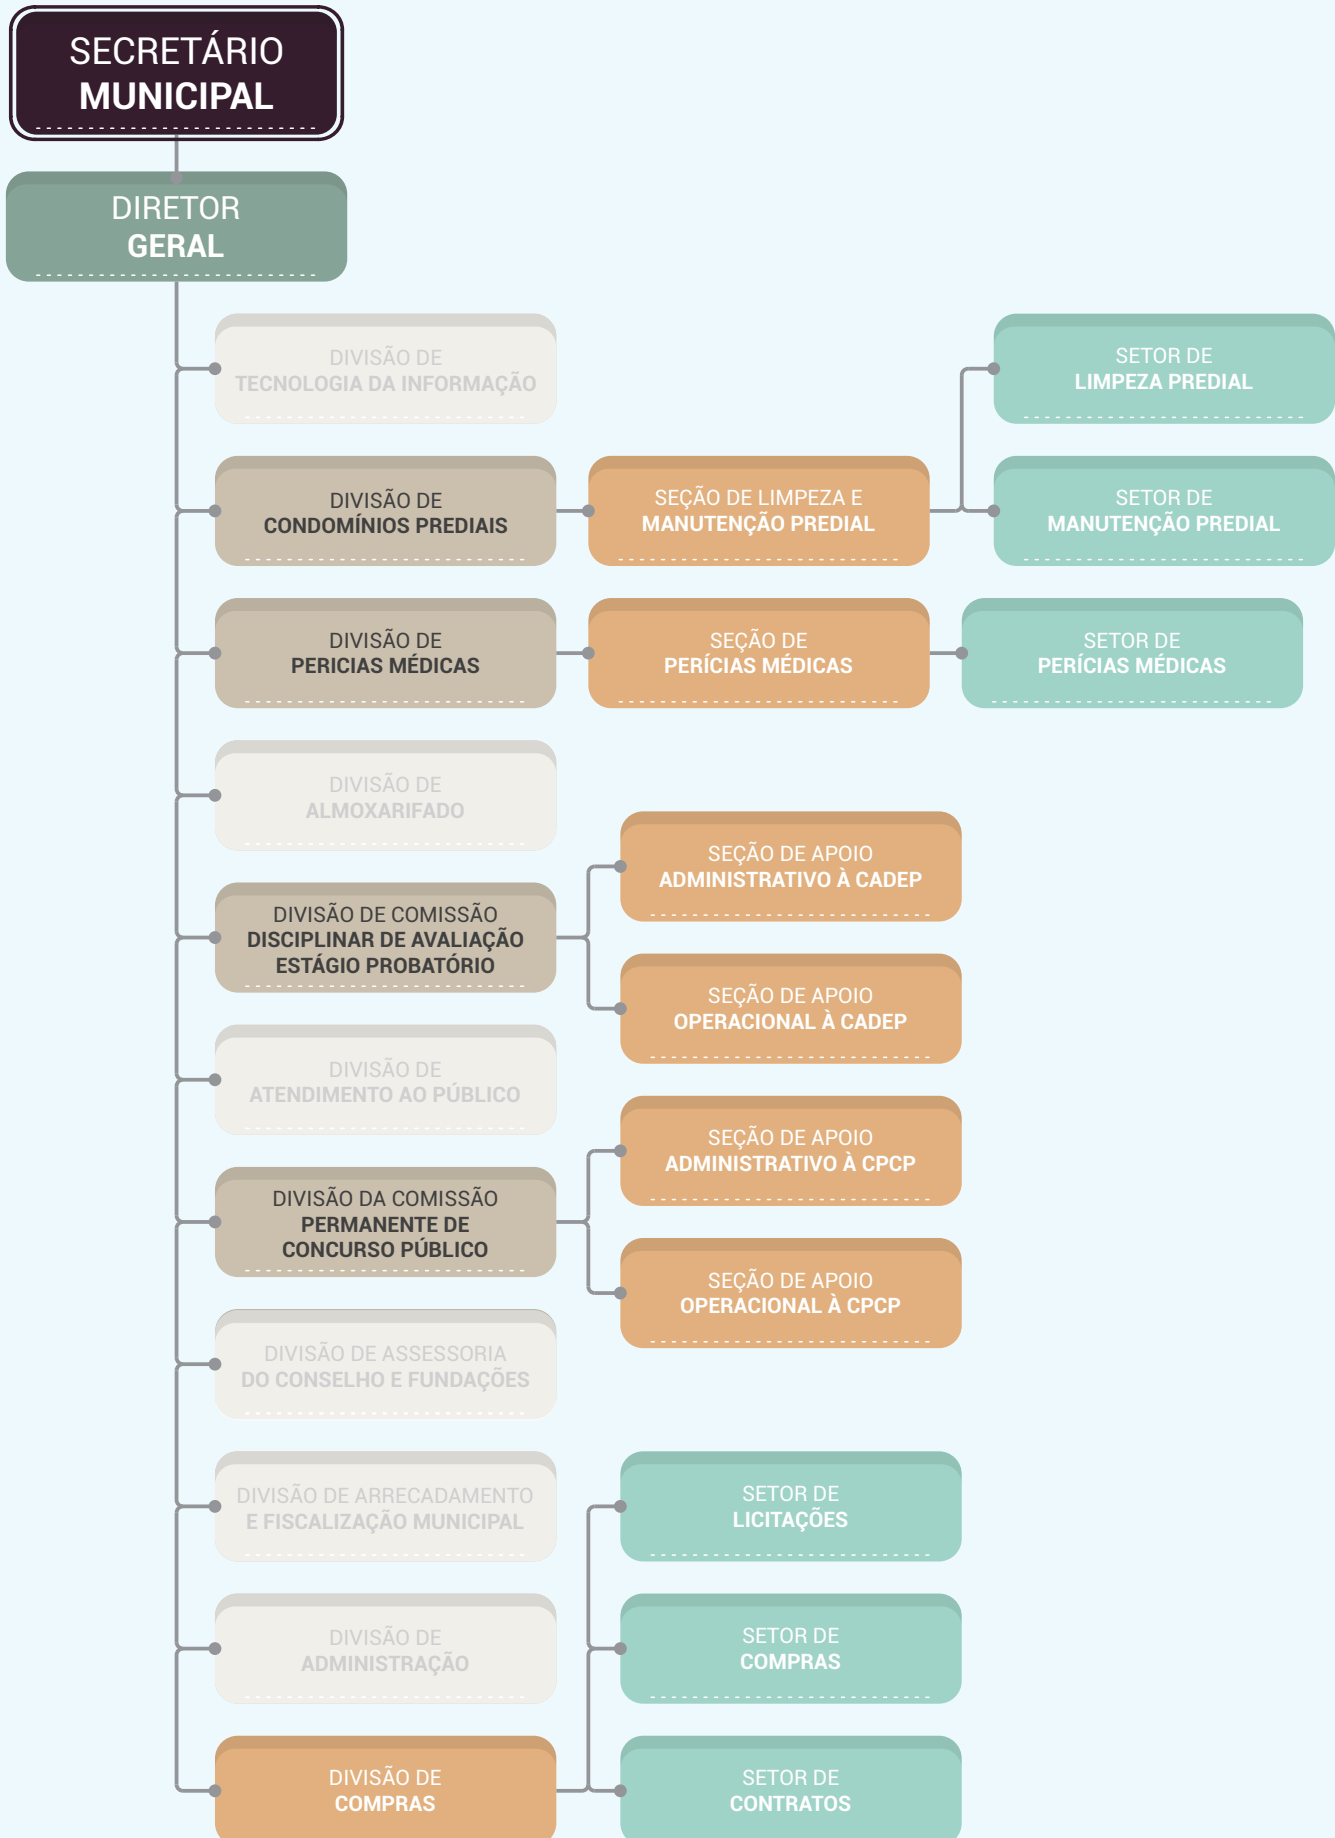 SECRETÁRIO
MUNICIPAL
DIRETOR
GERAL
DIVISÃO DE
TECNOLOGIA DA INFORMAÇÃO
SETOR DE
LIMPEZA PREDIAL
DIVISÃO DE
CONDOMÍNIOS PREDIAIS
SEÇÃO DE LIMPEZA E
MANUTENÇÃO PREDIAL
SETOR DE
MANUTENÇÃO PREDIAL
DIVISÃO DE
PERICIAS MÉDICAS
SEÇÃO DE
PERÍCIAS MÉDICAS
SETOR DE
PERÍCIAS MÉDICAS
DIVISÃO DE
ALMOXARIFADO
SEÇÃO DE APOIO
ADMINISTRATIVO À CADEP
DIVISÃO DE COMISSÃO
DISCIPLINAR DE AVALIAÇÃO
ESTÁGIO PROBATÓRIO
SEÇÃO DE APOIO
OPERACIONAL À CADEP
DIVISÃO DE
ATENDIMENTO AO PÚBLICO
SEÇÃO DE APOIO
ADMINISTRATIVO À CPCP
DIVISÃO DA COMISSÃO
PERMANENTE DE
CONCURSO PÚBLICO
SEÇÃO DE APOIO
OPERACIONAL À CPCP
DIVISÃO DE ASSESSORIA
DO CONSELHO E FUNDAÇÕES
DIVISÃO DE ARRECADAMENTO
E FISCALIZAÇÃO MUNICIPAL
SETOR DE
LICITAÇÕES
DIVISÃO DE
ADMINISTRAÇÃO
SETOR DE
COMPRAS
DIVISÃO DE
COMPRAS
SETOR DE
CONTRATOS